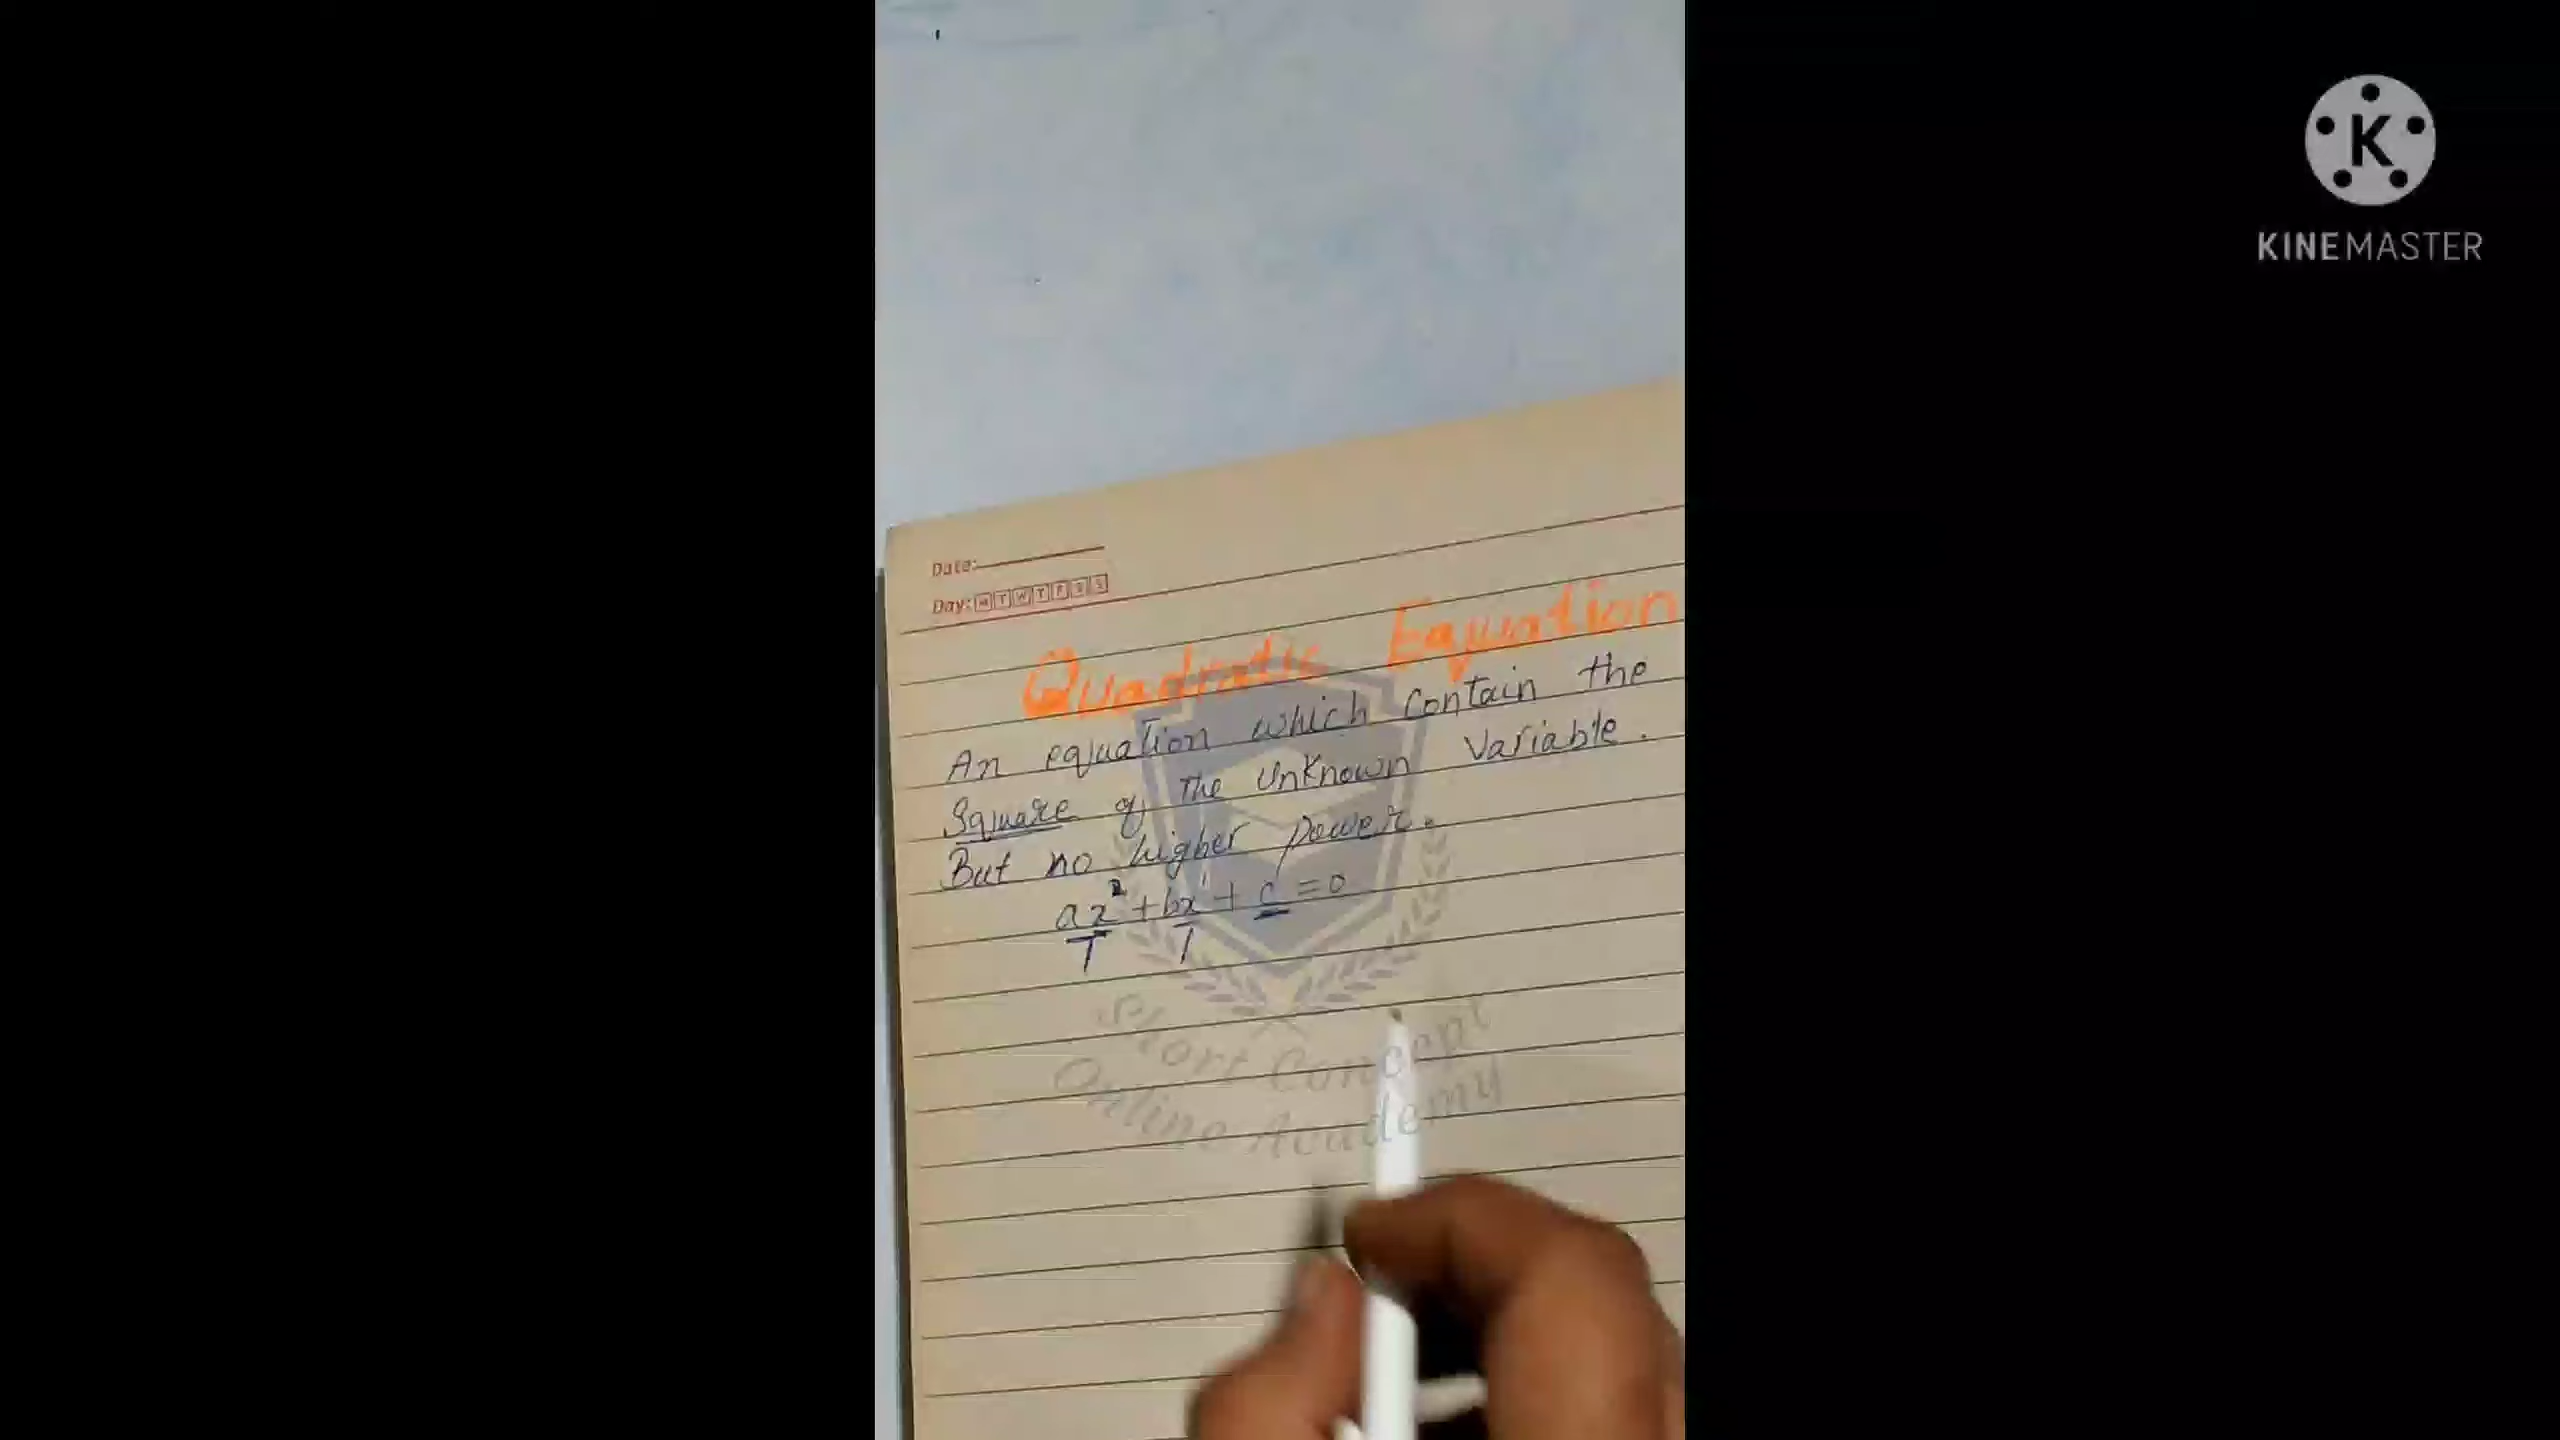 K
KINEMASTER
Date:
Day: M T W T F S S
Quadratic Equation
An equation which contain the
Square of the unknown variable.
But no higher power.
ax² + bx¹ + c = 0
Short Concept
Online Academy